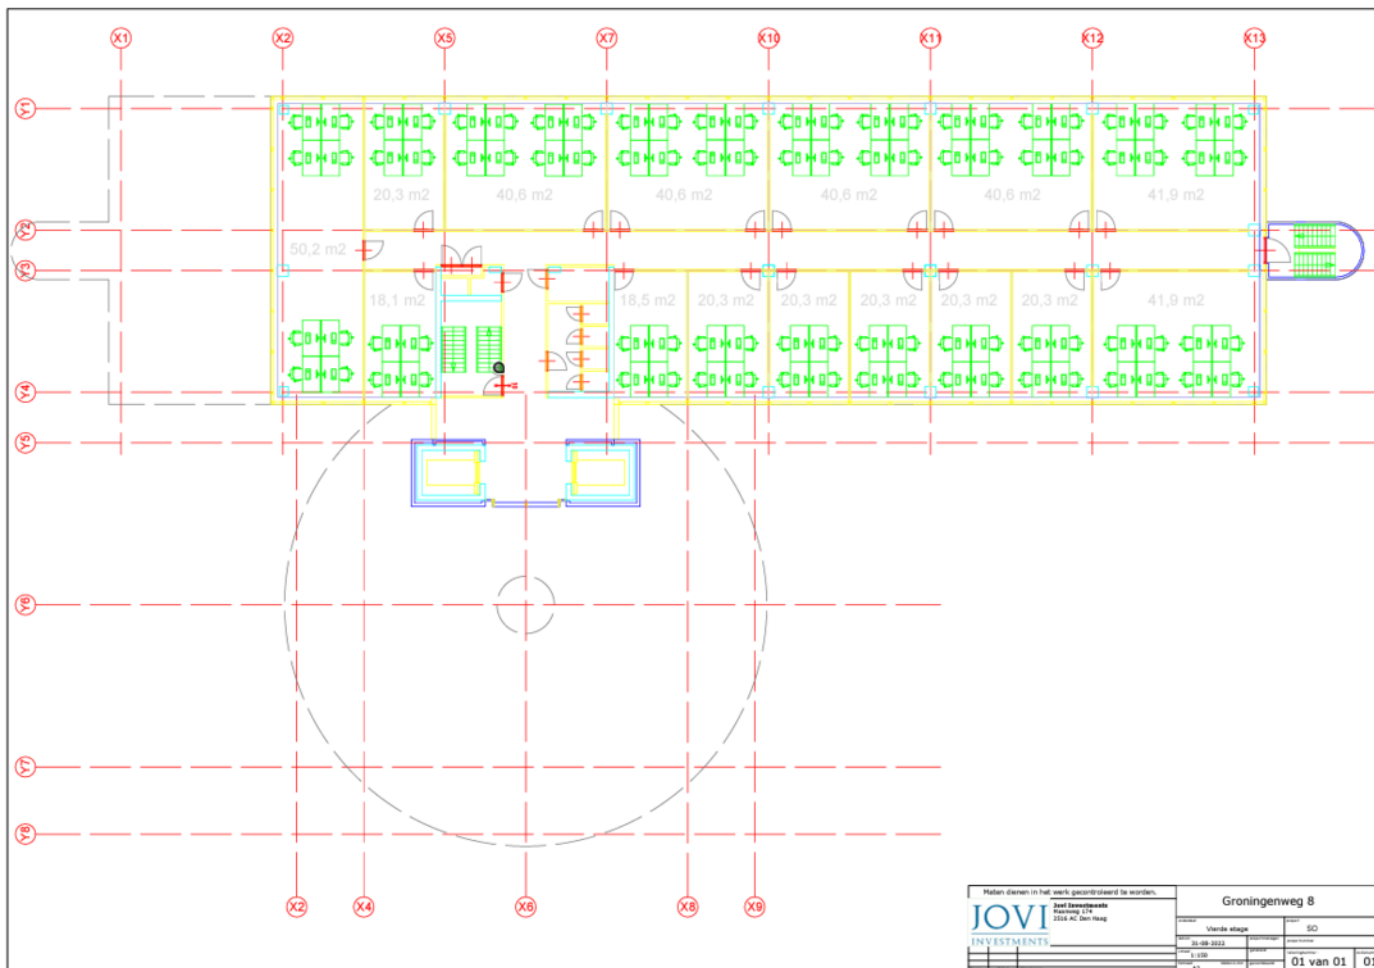 X1 X2 X5 X7 X10 X11 X12 X13
Y1
20,3 m2 40,6 m2 40,6 m2 40,6 m2 40,6 m2 41,9 m2
Y2
50,2 m2
Y3
18,1 m2 18,5 m2 20,3 m2 20,3 m2 20,3 m2 20,3 m2 20,3 m2 41,9 m2
Y4
Y5
Y6
Y7
Y8
X2 X4 X6 X8 X9
Maten dienen in het werk gecontroleerd te worden.
JOVI
INVESTMENTS
Jovi Investments
2316 AC Den Haag
Groningenweg 8
Vierde etage
SO
31-08-2022
1:100
01 van 01
01